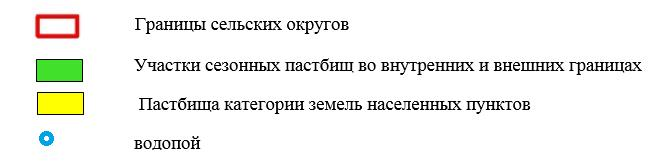 Границы сельских округов
Участки сезонных пастбищ во внутренних и внешних границах
Пастбища категории земель населенных пунктов
водопой